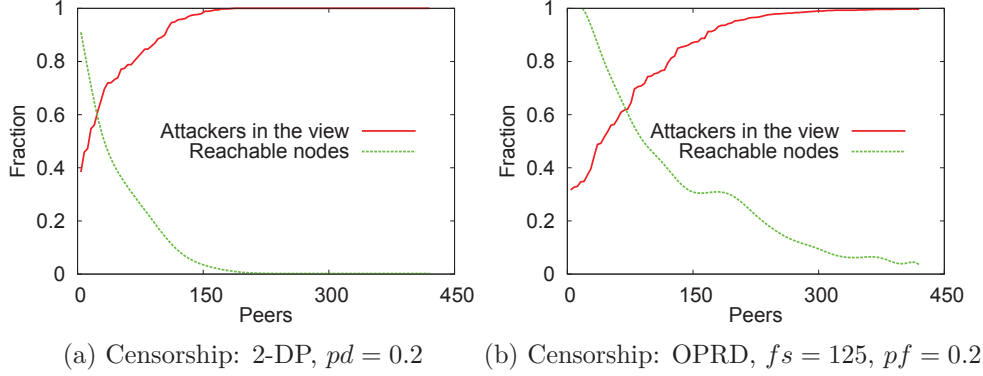 1
0.8
0.6
0.4
0.2
0
Fraction
Attackers in the view
Reachable nodes
0
150
300
450
Peers
(a) Censorship: 2-DP, pd = 0.2
1
0.8
0.6
0.4
0.2
0
Fraction
Attackers in the view
Reachable nodes
0
150
300
450
Peers
(b) Censorship: OPRD, fs = 125, pf = 0.2